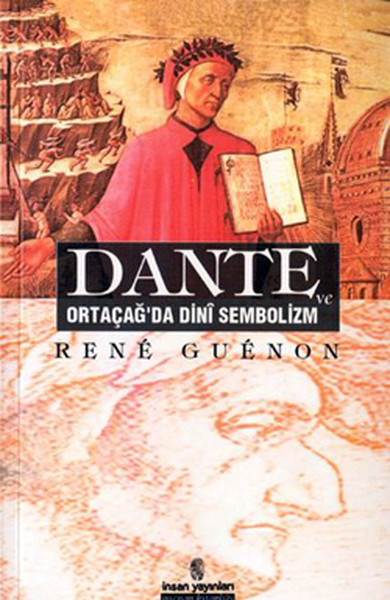 DANTE ve
ORTAÇAĞ'DA DİNÎ SEMBOLİZM
RENÉ GUÉNON
insan yayınları